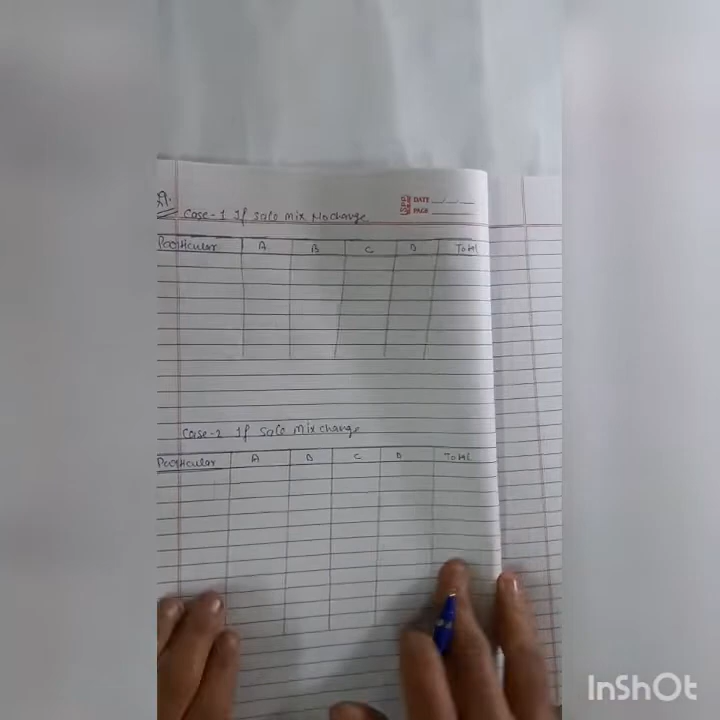 A.
DATE
PAGE
Case-1 If Sale mix No change
Particular A B C D Total
Case-2 If Sale mix change
Particular A B C D Total
InShOt